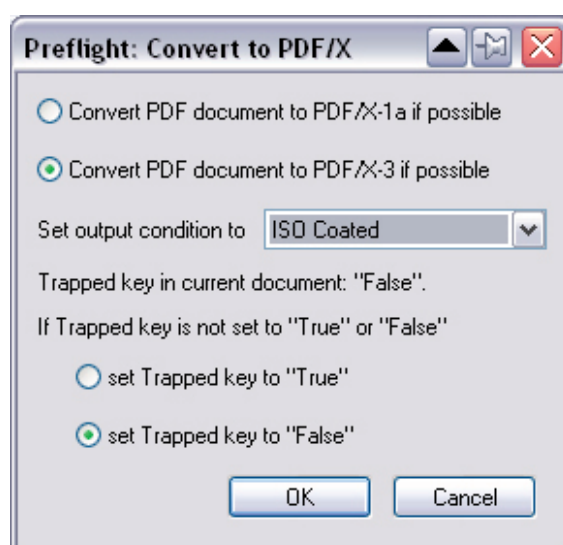 Preflight: Convert to PDF/X
Convert PDF document to PDF/X-1a if possible
Convert PDF document to PDF/X-3 if possible
Set output condition to ISO Coated
Trapped key in current document: "False".
If Trapped key is not set to "True" or "False"
set Trapped key to "True"
set Trapped key to "False"
OK Cancel